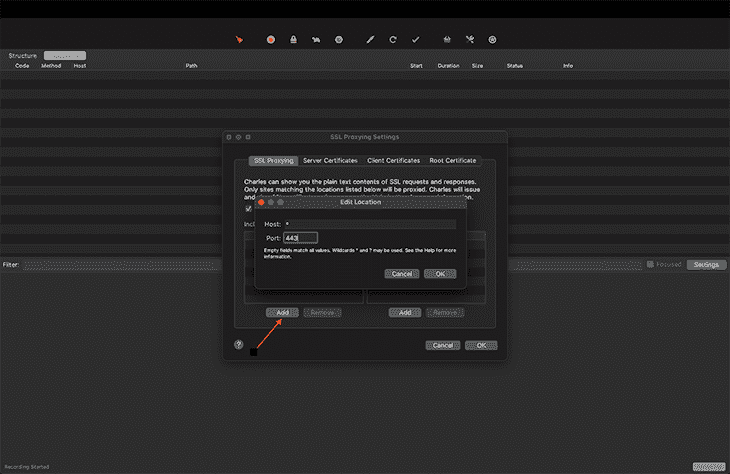 Structure
Code Method Host Path Start Duration Size Status Info
SSL Proxying Settings
SSL Proxying Server Certificates Client Certificates Root Certificate
Charles can show you the plain text contents of SSL requests and responses.
Only sites matching the locations listed below will be proxied. Charles will issue
and
Edit Location
Host: *
Port: 443
Empty fields match all values. Wildcards * and ? may be used. See the Help for more
information.
Cancel OK
Filter: Focused Settings
Add Remove Add Remove
? Cancel OK
Recording Started